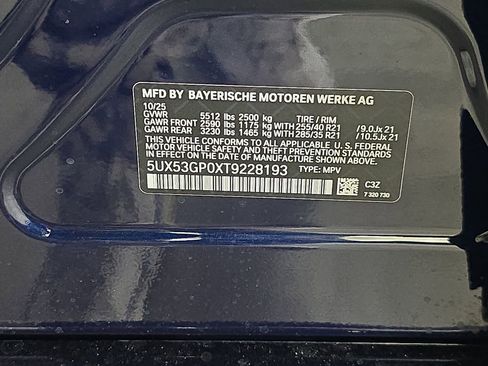 MFD BY BAYERISCHE MOTOREN WERKE AG
10/25
GVWR 5512 lbs 2500 kg TIRE / RIM
GAWR FRONT 2590 lbs 1175 kg WITH 255/40 R21 / 9.0Jx 21
GAWR REAR 3230 lbs 1465 kg WITH 285/35 R21 / 10.5Jx 21
THIS VEHICLE CONFORMS TO ALL APPLICABLE FEDERAL
MOTOR VEHICLE SAFETY AND THEFT PREVENTION STANDARDS
IN EFFECT ON THE DATE OF MANUFACTURE SHOWN ABOVE.
5UX53GP0XT9228193 TYPE: MPV
C3Z
7 320 730